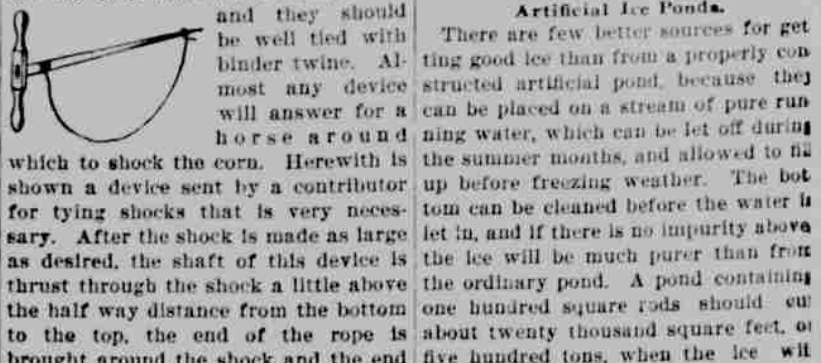 and they should
be well tied with
binder twine. Al-
most any device
will answer for a
horse around
which to shock the corn. Herewith is
shown a device sent by a contributor
for tying shocks that is very neces-
sary. After the shock is made as large
as desired, the shaft of this device is
thrust through the shock a little above
the half way distance from the bottom
to the top, the end of the rope is
brought around the shock and the end
Artificial Ice Ponds.
There are few better sources for get
ting good ice than from a properly con
structed artificial pond, because they
can be placed on a stream of pure run
ning water, which can be let off during
the summer months, and allowed to fill
up before freezing weather. The bot
tom can be cleaned before the water is
let in, and if there is no impurity above
the ice will be much purer than from
the ordinary pond. A pond containing
one hundred square rods should cut
about twenty thousand square feet, or
five hundred tons, when the ice wil